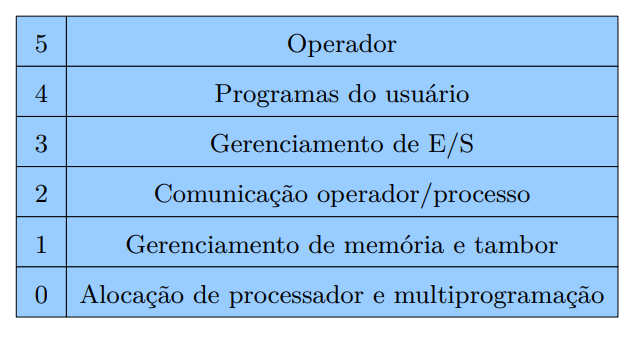 5 Operador
4 Programas do usuário
3 Gerenciamento de E/S
2 Comunicação operador/processo
1 Gerenciamento de memória e tambor
0 Alocação de processador e multiprogramação